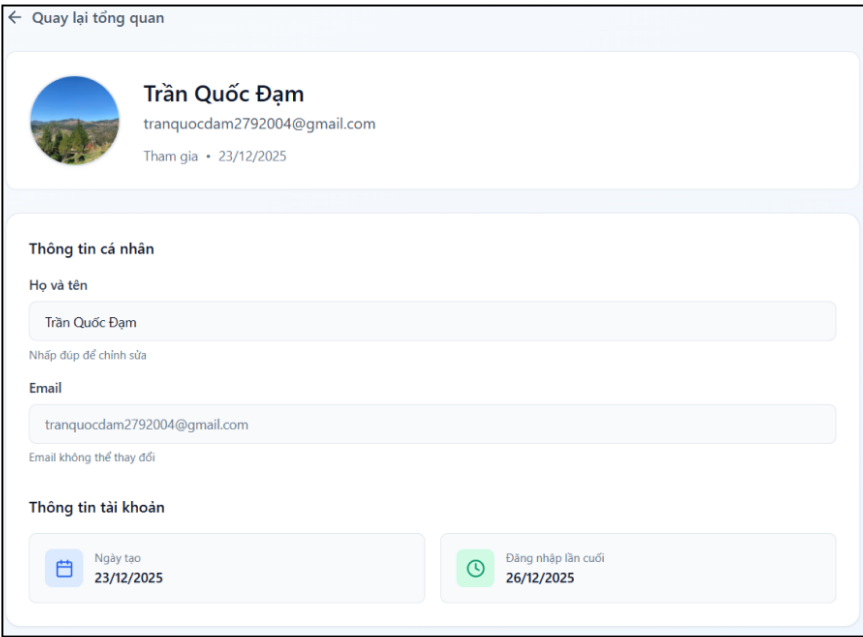 ← Quay lại tổng quan
Trần Quốc Đạm
tranquocdam2792004@gmail.com
Tham gia • 23/12/2025
Thông tin cá nhân
Họ và tên
Trần Quốc Đạm
Nhấp đúp để chỉnh sửa
Email
tranquocdam2792004@gmail.com
Email không thể thay đổi
Thông tin tài khoản
Ngày tạo
23/12/2025
Đăng nhập lần cuối
26/12/2025